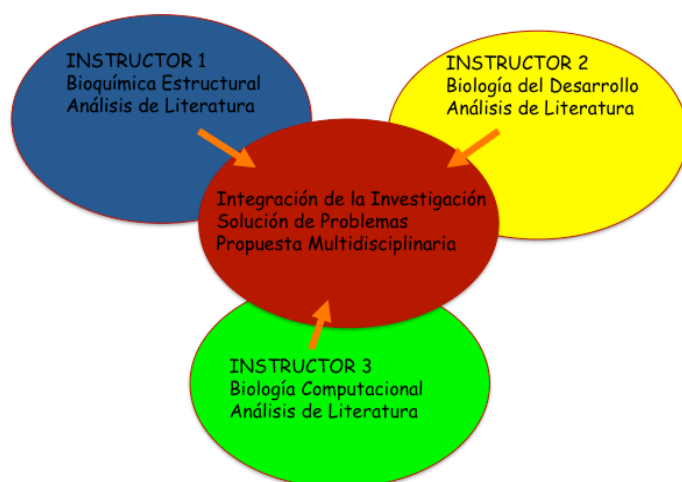 INSTRUCTOR 1
Bioquímica Estructural
Análisis de Literatura
INSTRUCTOR 2
Biología del Desarrollo
Análisis de Literatura
Integración de la Investigación
Solución de Problemas
Propuesta Multidisciplinaria
INSTRUCTOR 3
Biología Computacional
Análisis de Literatura